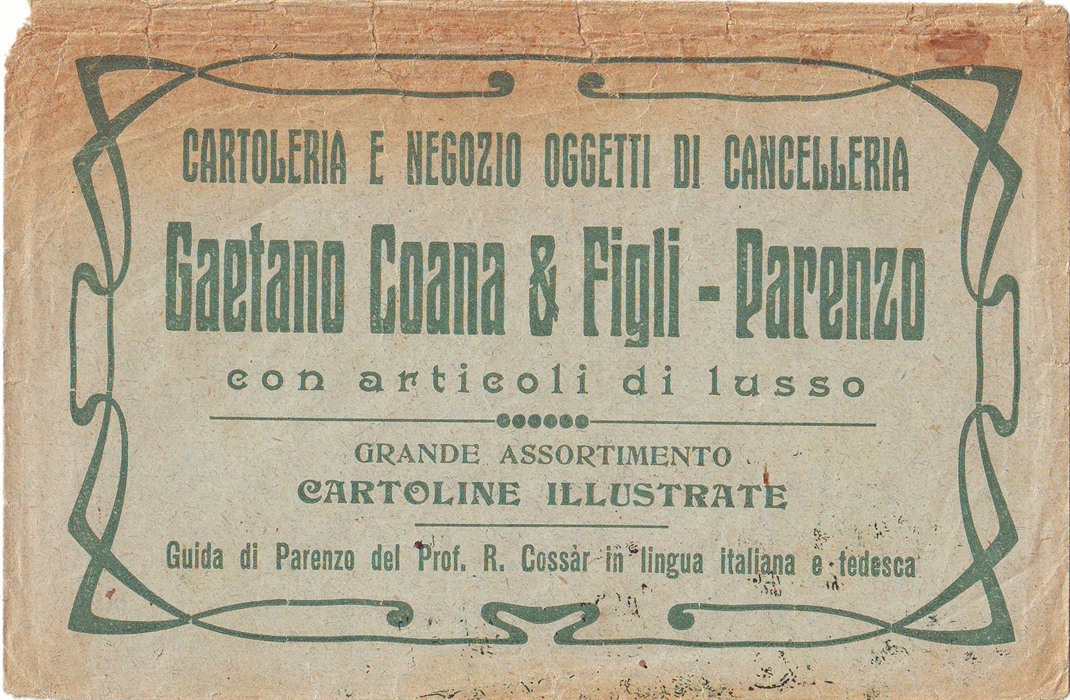 CARTOLERIA E NEGOZIO OGGETTI DI CANCELLERIA
Gaetano Coana & Figli - Parenzo
con articoli di lusso
GRANDE ASSORTIMENTO
CARTOLINE ILLUSTRATE
Guida di Parenzo del Prof. R. Cossàr in lingua italiana e tedesca